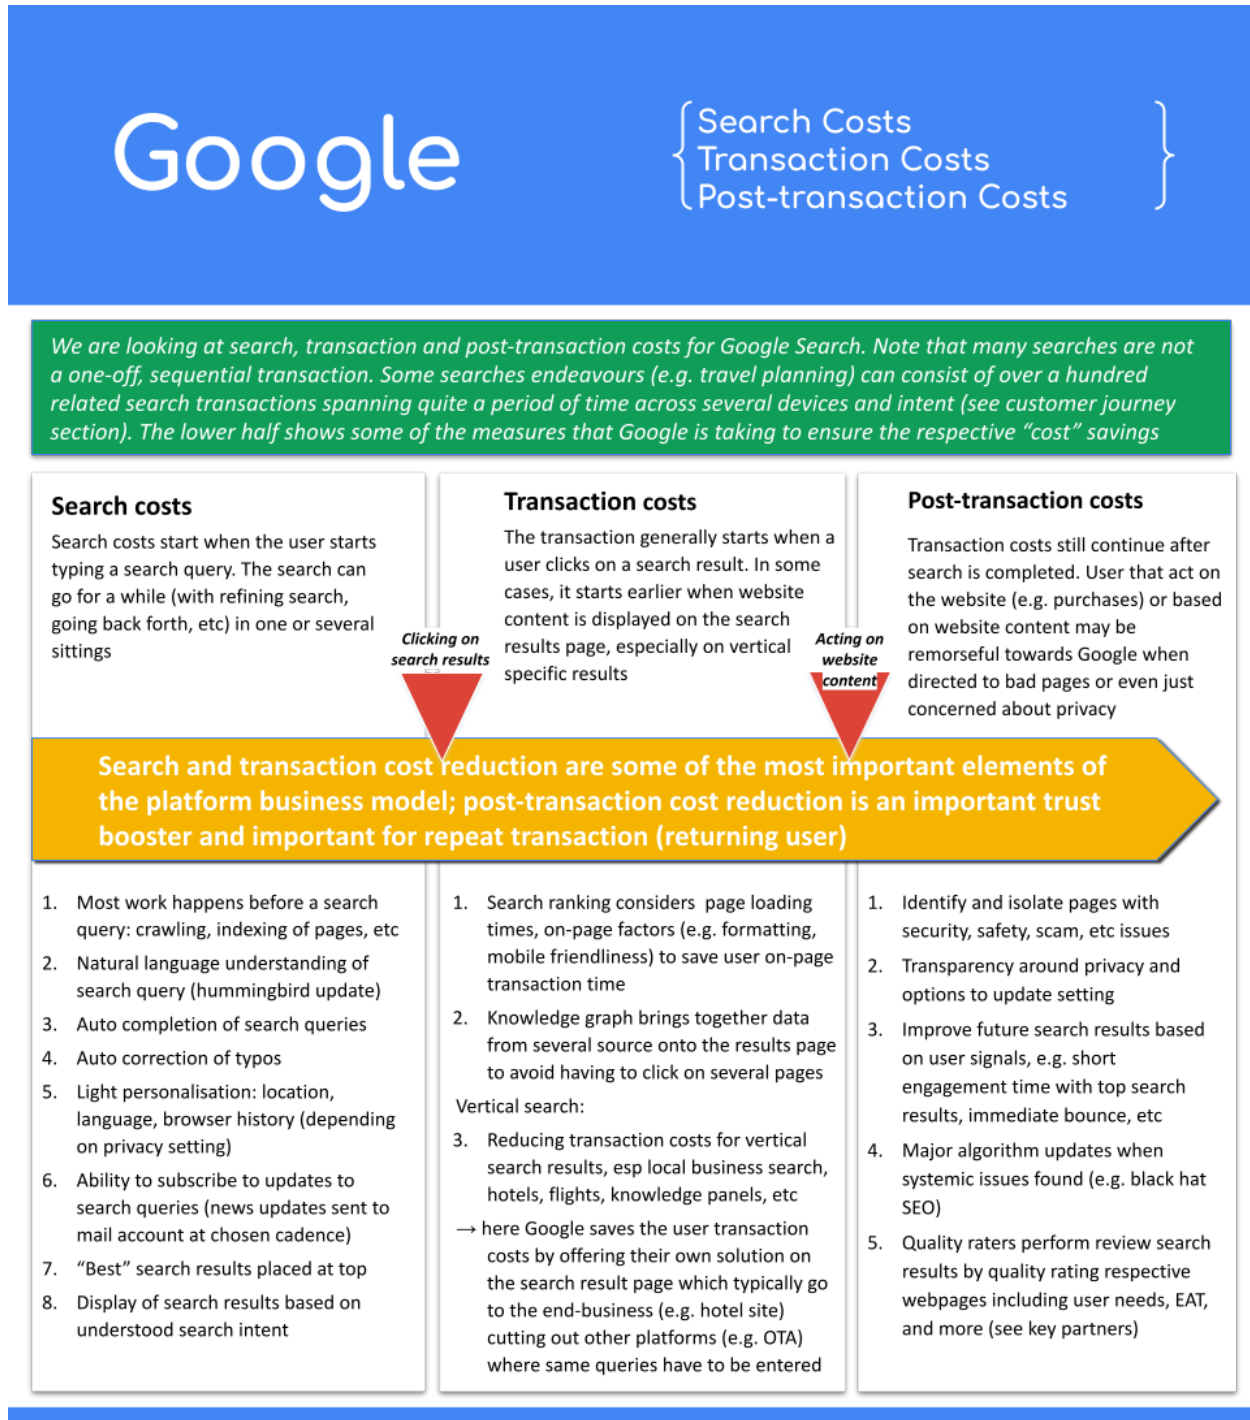 Google
Search Costs
Transaction Costs
Post-transaction Costs
We are looking at search, transaction and post-transaction costs for Google Search. Note that many searches are not
a one-off, sequential transaction. Some searches endeavours (e.g. travel planning) can consist of over a hundred
related search transactions spanning quite a period of time across several devices and intent (see customer journey
section). The lower half shows some of the measures that Google is taking to ensure the respective “cost” savings
Search costs
Search costs start when the user starts
typing a search query. The search can
go for a while (with refining search,
going back forth, etc) in one or several
sittings
Clicking on
search results
Transaction costs
The transaction generally starts when a
user clicks on a search result. In some
cases, it starts earlier when website
content is displayed on the search
results page, especially on vertical
specific results
Acting on
website
content
Post-transaction costs
Transaction costs still continue after
search is completed. User that act on
the website (e.g. purchases) or based
on website content may be
remorseful towards Google when
directed to bad pages or even just
concerned about privacy
Search and transaction cost reduction are some of the most important elements of
the platform business model; post-transaction cost reduction is an important trust
booster and important for repeat transaction (returning user)
1. Most work happens before a search
query: crawling, indexing of pages, etc
2. Natural language understanding of
search query (hummingbird update)
3. Auto completion of search queries
4. Auto correction of typos
5. Light personalisation: location,
language, browser history (depending
on privacy setting)
6. Ability to subscribe to updates to
search queries (news updates sent to
mail account at chosen cadence)
7. “Best” search results placed at top
8. Display of search results based on
understood search intent
1. Search ranking considers page loading
times, on-page factors (e.g. formatting,
mobile friendliness) to save user on-page
transaction time
2. Knowledge graph brings together data
from several source onto the results page
to avoid having to click on several pages
Vertical search:
3. Reducing transaction costs for vertical
search results, esp local business search,
hotels, flights, knowledge panels, etc
→ here Google saves the user transaction
costs by offering their own solution on
the search result page which typically go
to the end-business (e.g. hotel site)
cutting out other platforms (e.g. OTA)
where same queries have to be entered
1. Identify and isolate pages with
security, safety, scam, etc issues
2. Transparency around privacy and
options to update setting
3. Improve future search results based
on user signals, e.g. short
engagement time with top search
results, immediate bounce, etc
4. Major algorithm updates when
systemic issues found (e.g. black hat
SEO)
5. Quality raters perform review search
results by quality rating respective
webpages including user needs, EAT,
and more (see key partners)